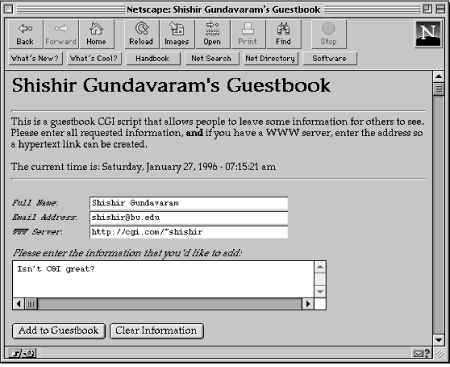 Netscape: Shishir Gundavaram's Guestbook
Back Forward Home Reload Images Open Print Find Stop
N
What's New? What's Cool? Handbook Net Search Net Directory Software
Shishir Gundavaram's Guestbook
This is a guestbook CGI script that allows people to leave some information for others to see.
Please enter all requested information, and if you have a WWW server, enter the address so
a hypertext link can be created.
The current time is: Saturday, January 27, 1996 - 07:15:21 am
Full Name: Shishir Gundavaram
Email Address: shishir@bu.edu
WWW Server: http://cgi.com/~shishir
Please enter the information that you'd like to add:
Isn't CGI great?
Add to Guestbook Clear Information
?